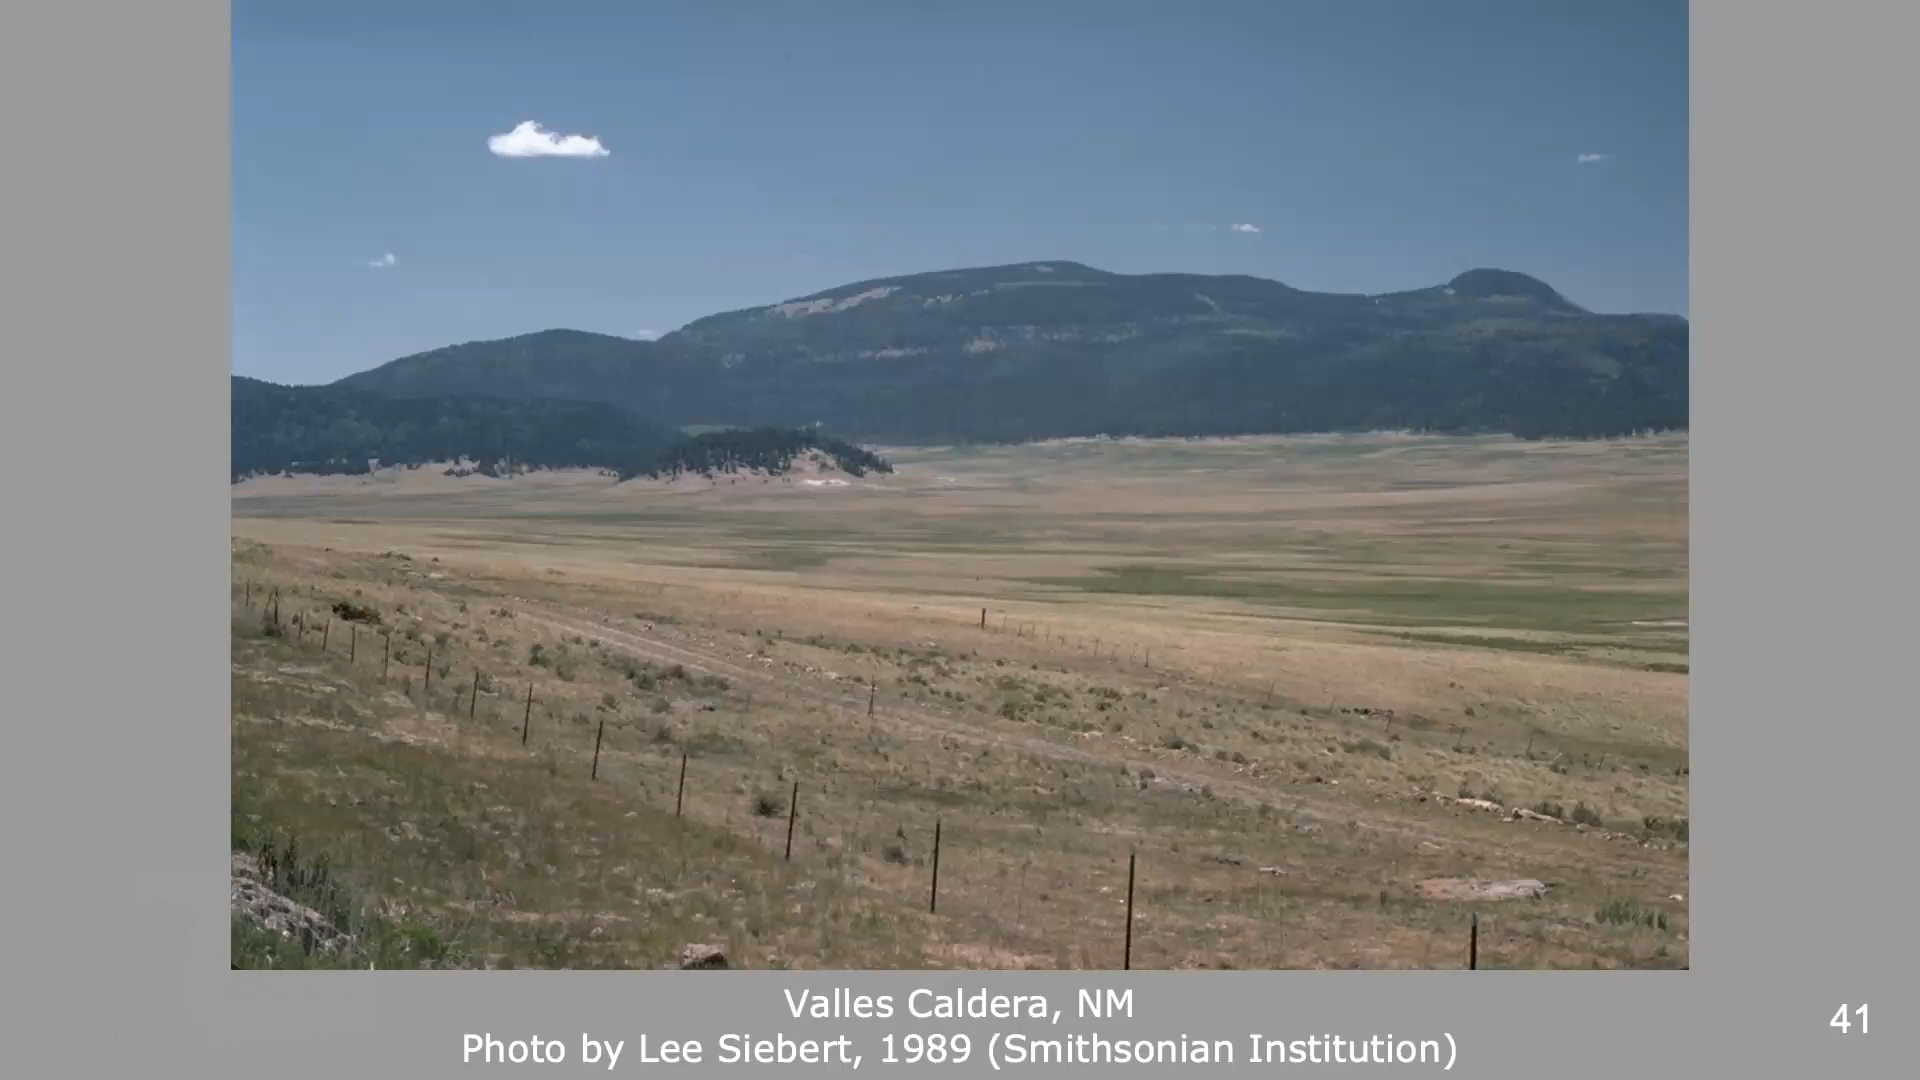 Valles Caldera, NM
Photo by Lee Siebert, 1989 (Smithsonian Institution)
41